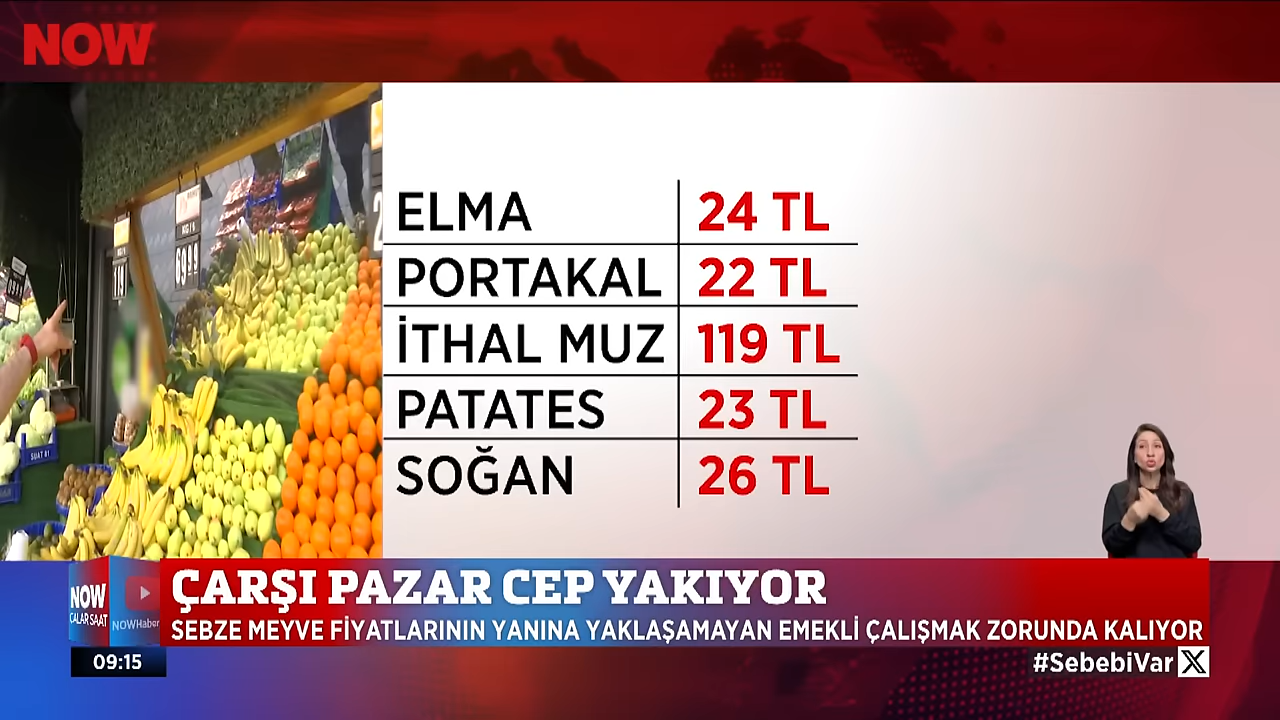 NOW
ELMA 24 TL
PORTAKAL 22 TL
İTHAL MUZ 119 TL
PATATES 23 TL
SOĞAN 26 TL
SUAT 81
NOW
ÇALAR SAAT
NOWHaber
ÇARŞI PAZAR CEP YAKIYOR
SEBZE MEYVE FİYATLARININ YANINA YAKLAŞAMAYAN EMEKLİ ÇALIŞMAK ZORUNDA KALIYOR
09:15
#SebebiVar X